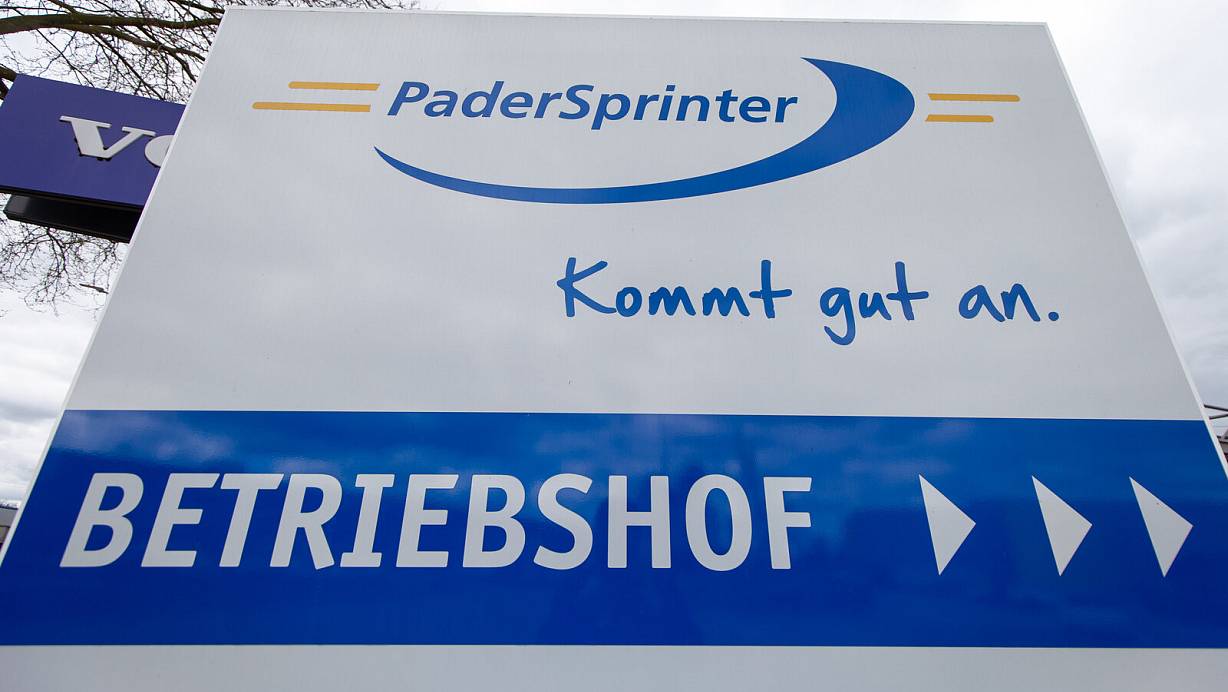 PaderSprinter
Kommt gut an.
BETRIEBSHOF